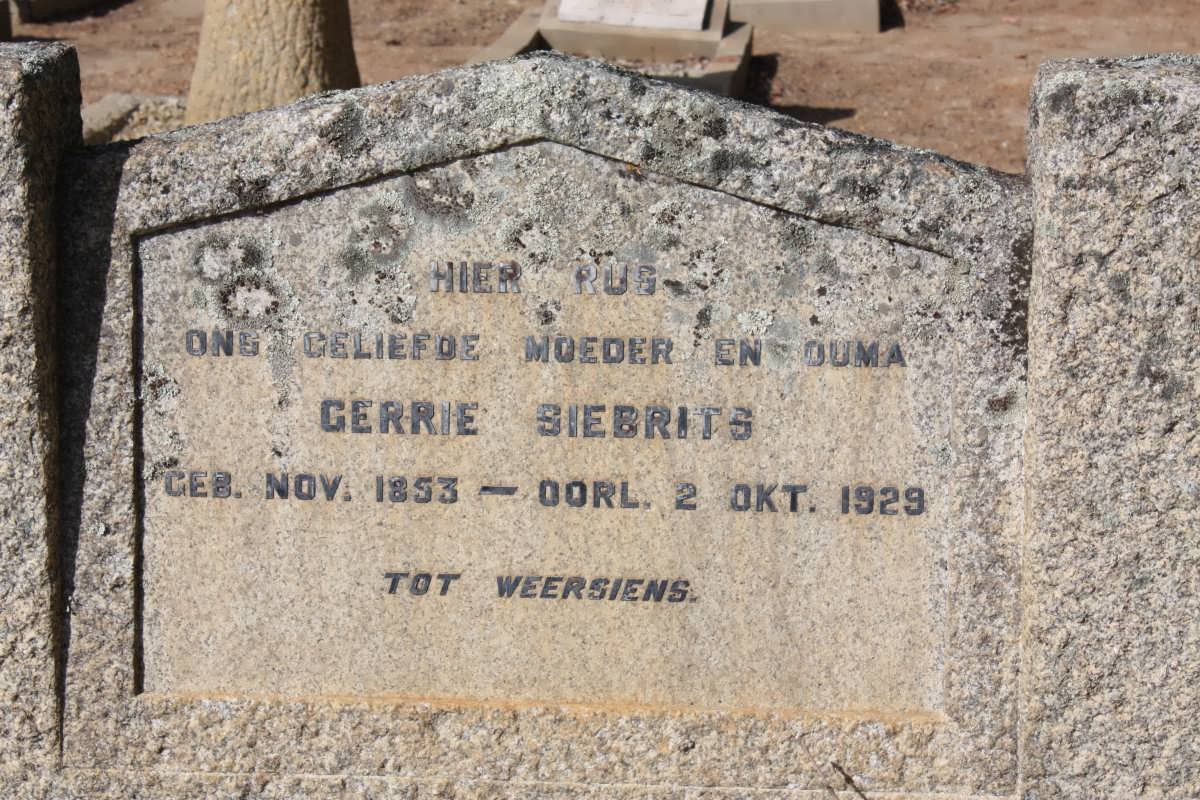 HIER RUS
ONS GELIEFDE MOEDER EN OUMA
GERRIE SIEBRITS
GEB. NOV. 1853 — OORL. 2 OKT. 1929
TOT WEERSIENS.